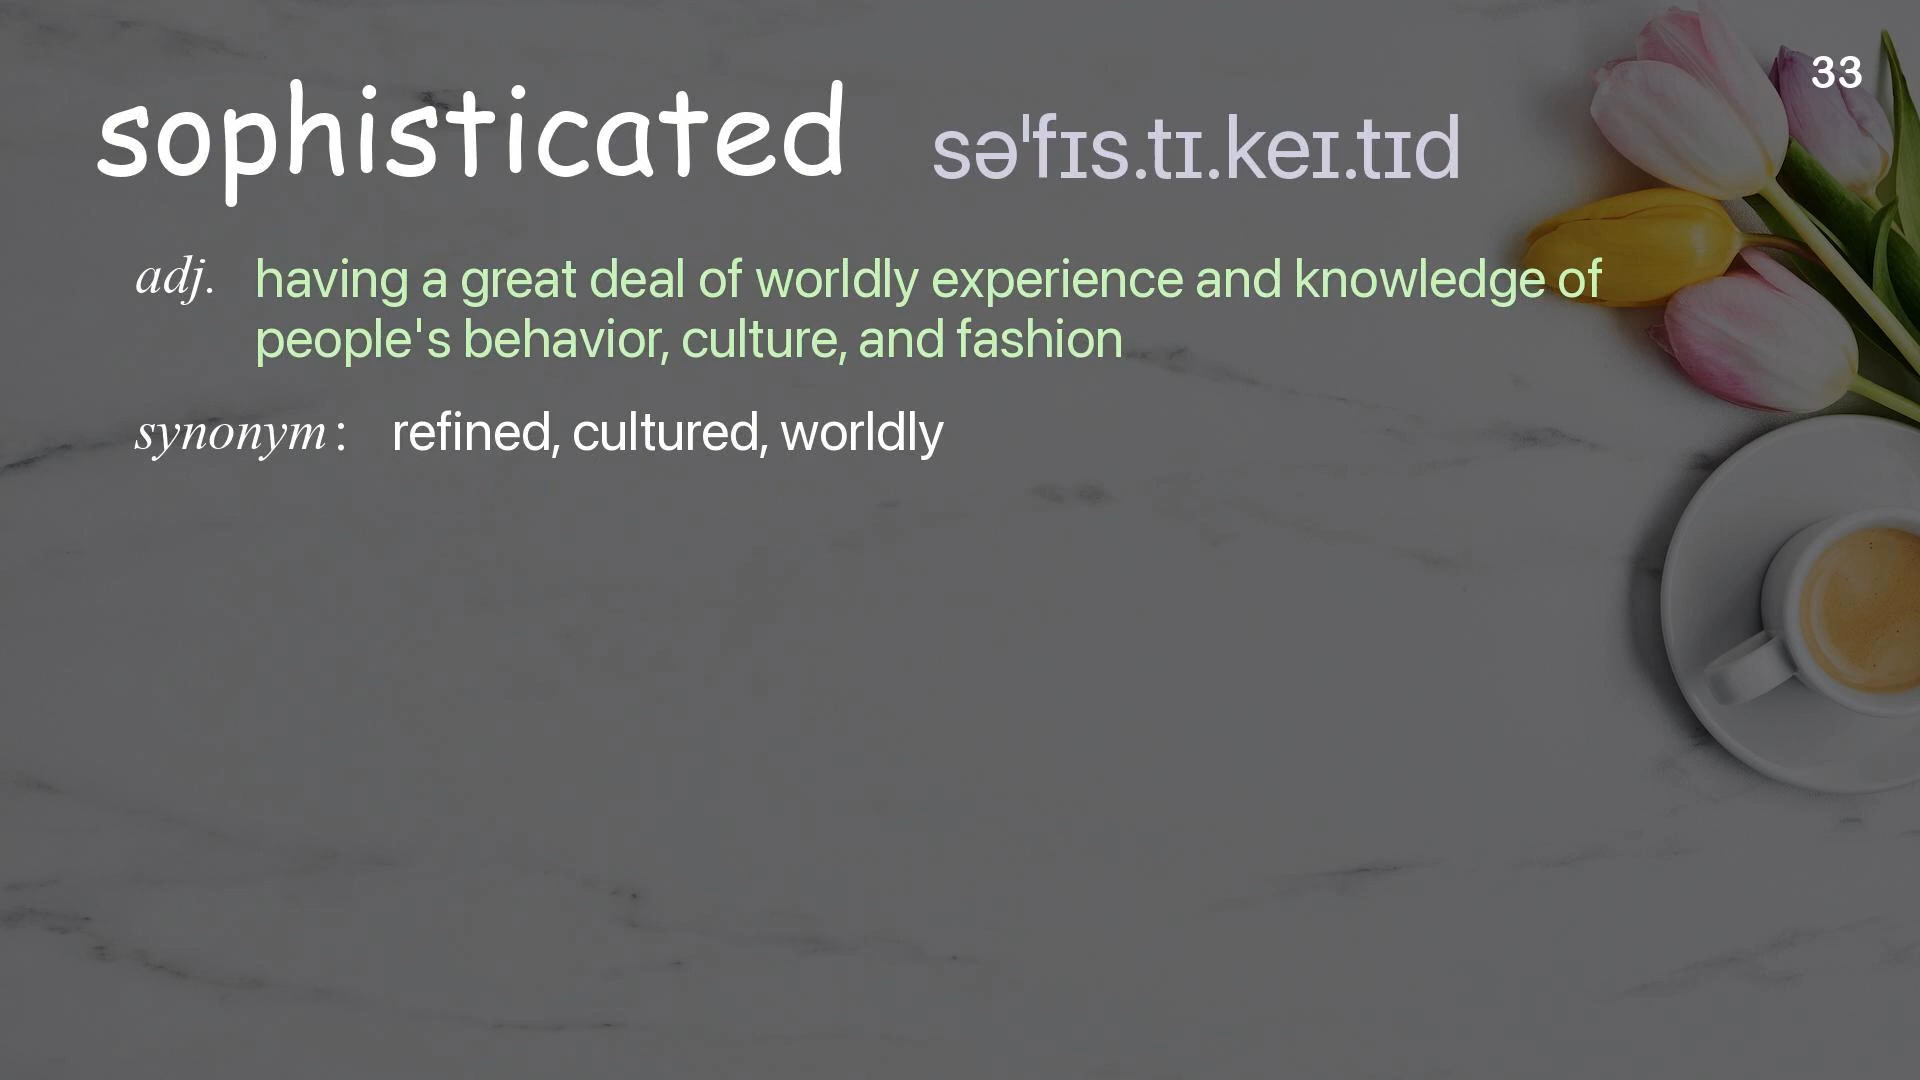 33
sophisticated səˈfɪs.tɪ.keɪ.tɪd
adj. having a great deal of worldly experience and knowledge of
people's behavior, culture, and fashion
synonym: refined, cultured, worldly